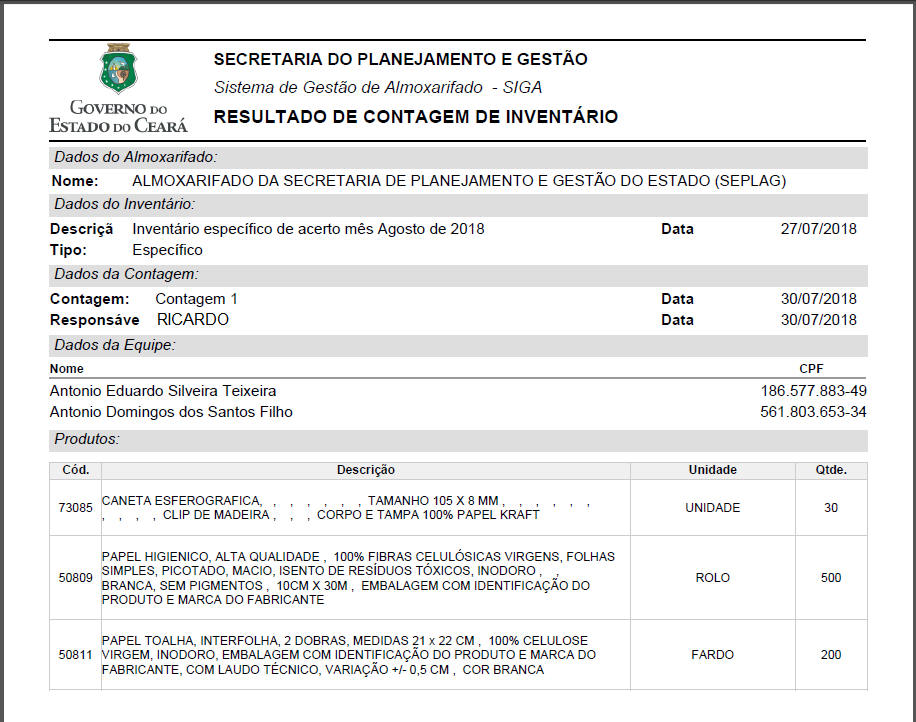 SECRETARIA DO PLANEJAMENTO E GESTÃO
Sistema de Gestão de Almoxarifado - SIGA
RESULTADO DE CONTAGEM DE INVENTÁRIO
GOVERNO DO
ESTADO DO CEARÁ
Dados do Almoxarifado:
Nome: ALMOXARIFADO DA SECRETARIA DE PLANEJAMENTO E GESTÃO DO ESTADO (SEPLAG)
Dados do Inventário:
Descriçã Inventário específico de acerto mês Agosto de 2018 Data 27/07/2018
Tipo: Específico
Dados da Contagem:
Contagem: Contagem 1 Data 30/07/2018
Responsáve RICARDO Data 30/07/2018
Dados da Equipe:
Nome CPF
Antonio Eduardo Silveira Teixeira 186.577.883-49
Antonio Domingos dos Santos Filho 561.803.653-34
Produtos:
Cód. Descrição Unidade Qtde.
73085 CANETA ESFEROGRAFICA, , , , , , , TAMANHO 105 X 8 MM , , , , , ,
, , , , CLIP DE MADEIRA , , , CORPO E TAMPA 100% PAPEL KRAFT UNIDADE 30
50809 PAPEL HIGIENICO, ALTA QUALIDADE , 100% FIBRAS CELULÓSICAS VIRGENS, FOLHAS
SIMPLES, PICOTADO, MACIO, ISENTO DE RESÍDUOS TÓXICOS, INODORO , ,
BRANCA, SEM PIGMENTOS , 10CM X 30M , EMBALAGEM COM IDENTIFICAÇÃO DO
PRODUTO E MARCA DO FABRICANTE ROLO 500
50811 PAPEL TOALHA, INTERFOLHA, 2 DOBRAS, MEDIDAS 21 x 22 CM , 100% CELULOSE
VIRGEM, INODORO, EMBALAGEM COM IDENTIFICAÇÃO DO PRODUTO E MARCA DO
FABRICANTE, COM LAUDO TÉCNICO, VARIAÇÃO +/- 0,5 CM , COR BRANCA FARDO 200